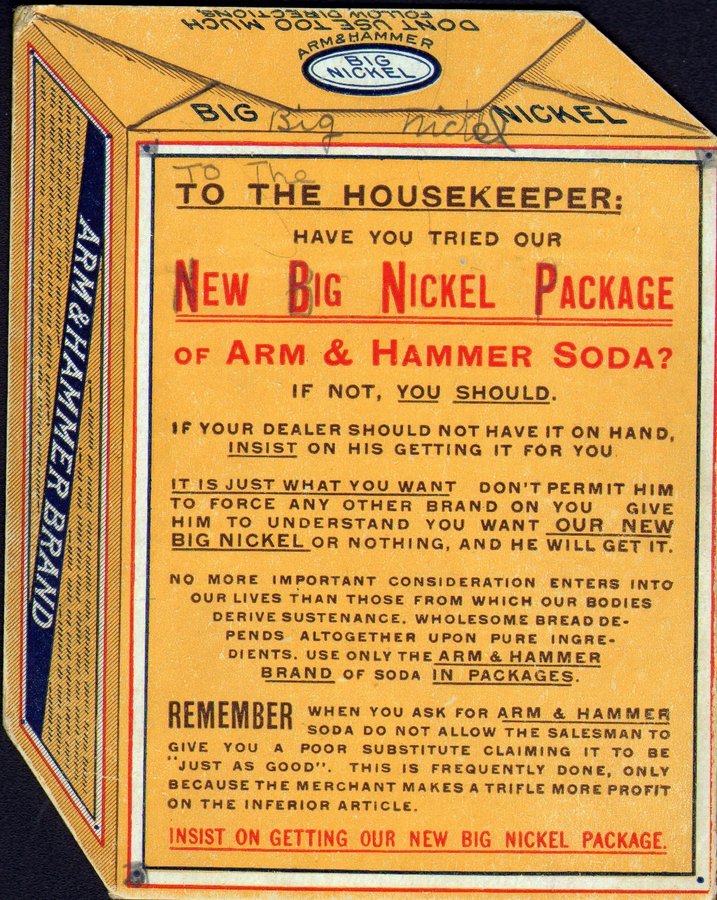 DONT USE TOO MUCH
FOLLOW DIRECTIONS.
ARM & HAMMER
BIG
NICKEL
BIG Big Nickel NICKEL
To The
TO THE HOUSEKEEPER:
HAVE YOU TRIED OUR
NEW BIG NICKEL PACKAGE
OF ARM & HAMMER SODA?
IF NOT, YOU SHOULD.
IF YOUR DEALER SHOULD NOT HAVE IT ON HAND,
INSIST ON HIS GETTING IT FOR YOU
IT IS JUST WHAT YOU WANT DON'T PERMIT HIM
TO FORCE ANY OTHER BRAND ON YOU GIVE
HIM TO UNDERSTAND YOU WANT OUR NEW
BIG NICKEL OR NOTHING, AND HE WILL GET IT.
NO MORE IMPORTANT CONSIDERATION ENTERS INTO
OUR LIVES THAN THOSE FROM WHICH OUR BODIES
DERIVE SUSTENANCE. WHOLESOME BREAD DE-
PENDS ALTOGETHER UPON PURE INGRE-
DIENTS. USE ONLY THE ARM & HAMMER
BRAND OF SODA IN PACKAGES.
REMEMBER WHEN YOU ASK FOR ARM & HAMMER
SODA DO NOT ALLOW THE SALESMAN TO
GIVE YOU A POOR SUBSTITUTE CLAIMING IT TO BE
"JUST AS GOOD". THIS IS FREQUENTLY DONE, ONLY
BECAUSE THE MERCHANT MAKES A TRIFLE MORE PROFIT
ON THE INFERIOR ARTICLE.
INSIST ON GETTING OUR NEW BIG NICKEL PACKAGE.
ARM & HAMMER BRAND